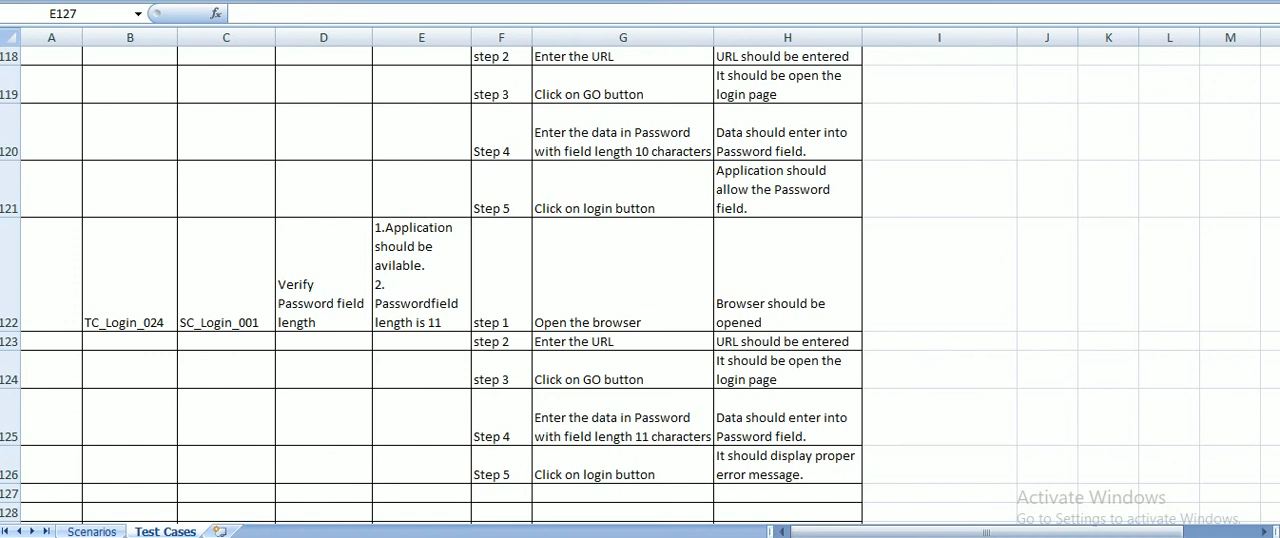 E127
fx
A B C D E F G H I J K L M
118 step 2 Enter the URL URL should be entered
It should be open the
119 step 3 Click on GO button login page
Enter the data in Password Data should enter into
120 Step 4 with field length 10 characters Password field.
Application should
allow the Password
121 Step 5 Click on login button field.
1.Application
should be
avilable.
Verify 2.
Password field Passwordfield Browser should be
122 TC_Login_024 SC_Login_001 length length is 11 step 1 Open the browser opened
123 step 2 Enter the URL URL should be entered
It should be open the
124 step 3 Click on GO button login page
Enter the data in Password Data should enter into
125 Step 4 with field length 11 characters Password field.
It should display proper
126 Step 5 Click on login button error message.
127
128
Activate Windows
Go to Settings to activate Windows.
Scenarios Test Cases